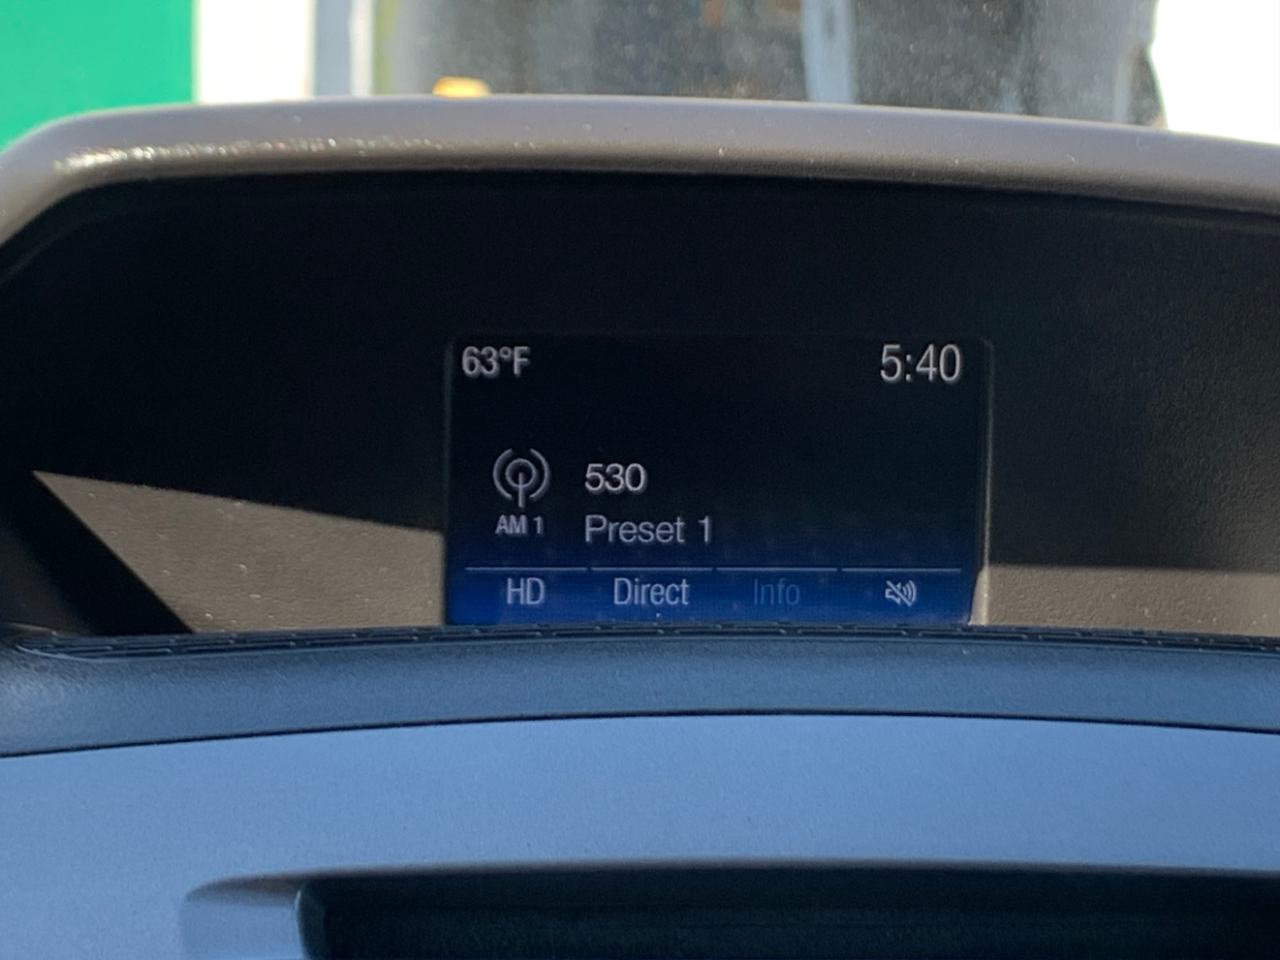 63°F 5:40
530
AM 1 Preset 1
HD Direct Info